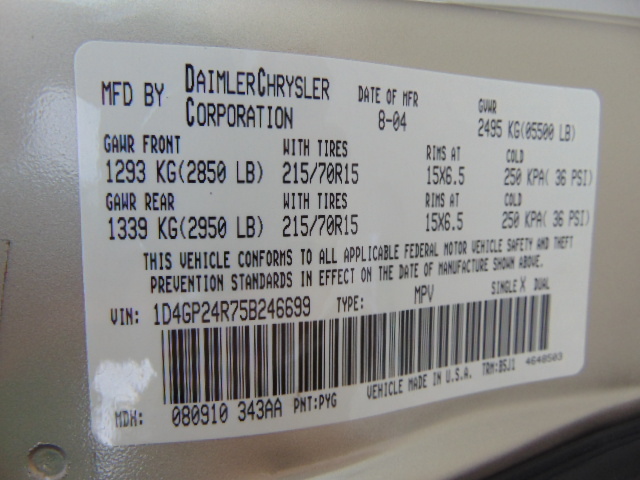 MFD BY DAIMLERCHRYSLER CORPORATION DATE OF MFR 8-04 GVWR 2495 KG(05500 LB)
GAWR FRONT WITH TIRES RIMS AT COLD
1293 KG(2850 LB) 215/70R15 15X6.5 250 KPA( 36 PSI)
GAWR REAR WITH TIRES RIMS AT COLD
1339 KG(2950 LB) 215/70R15 15X6.5 250 KPA( 36 PSI)
THIS VEHICLE CONFORMS TO ALL APPLICABLE FEDERAL MOTOR VEHICLE SAFETY AND THEFT
PREVENTION STANDARDS IN EFFECT ON THE DATE OF MANUFACTURE SHOWN ABOVE.
VIN: 1D4GP24R75B246699 TYPE: MPV SINGLE X DUAL
MDH: 080910 343AA PNT:PYG VEHICLE MADE IN U.S.A. TRM:B5J1 4648503